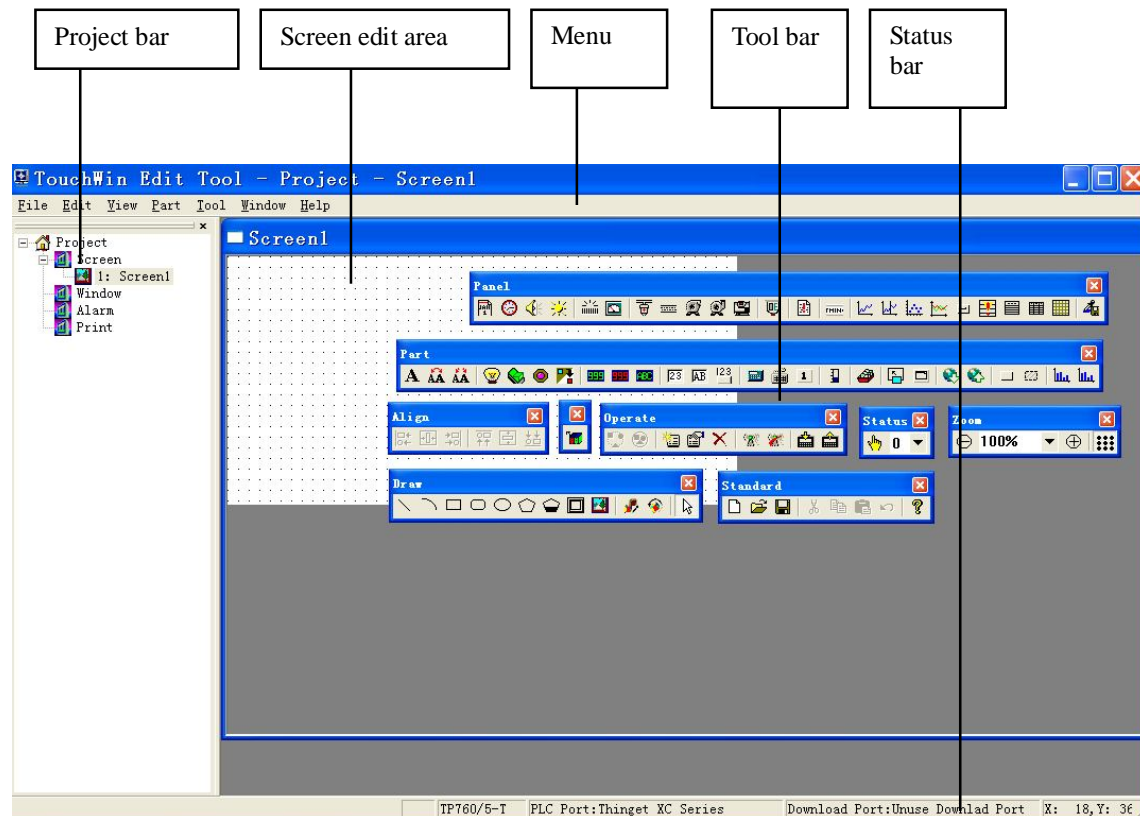 Project bar
Screen edit area
Menu
Tool bar
Status
bar
TouchWin Edit Tool - Project - Screen1
File Edit View Part Tool Window Help
Project
Screen
1: Screen1
Window
Alarm
Print
Screen1
Panel
Part
Align
Operate
Status
0
Zoom
100%
Draw
Standard
TP760/5-T PLC Port:Thinget XC Series Download Port:Unuse Downlad Port X: 18,Y: 36